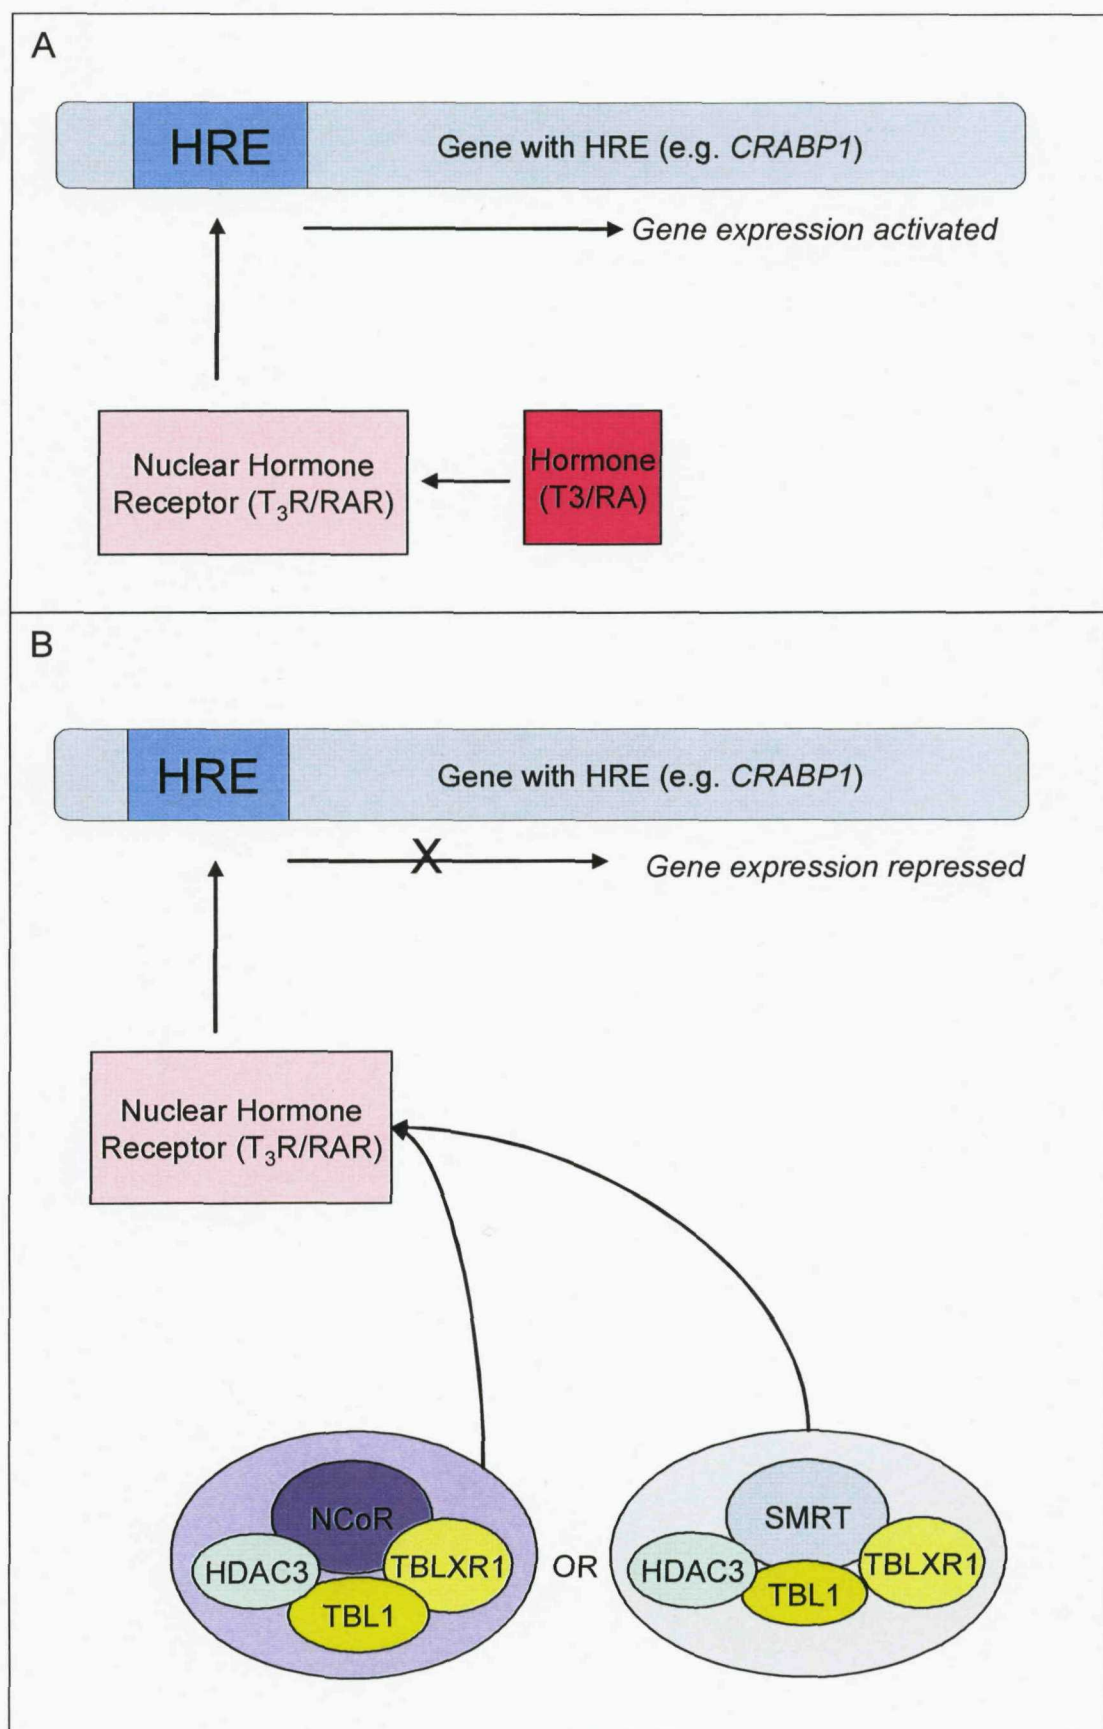 A
HRE
Gene with HRE (e.g. CRABP1)
Gene expression activated
Nuclear Hormone
Receptor (T₃R/RAR)
Hormone
(T3/RA)
B
HRE
Gene with HRE (e.g. CRABP1)
X
Gene expression repressed
Nuclear Hormone
Receptor (T₃R/RAR)
NCoR
HDAC3
TBLXR1
TBL1
OR
SMRT
HDAC3
TBLXR1
TBL1